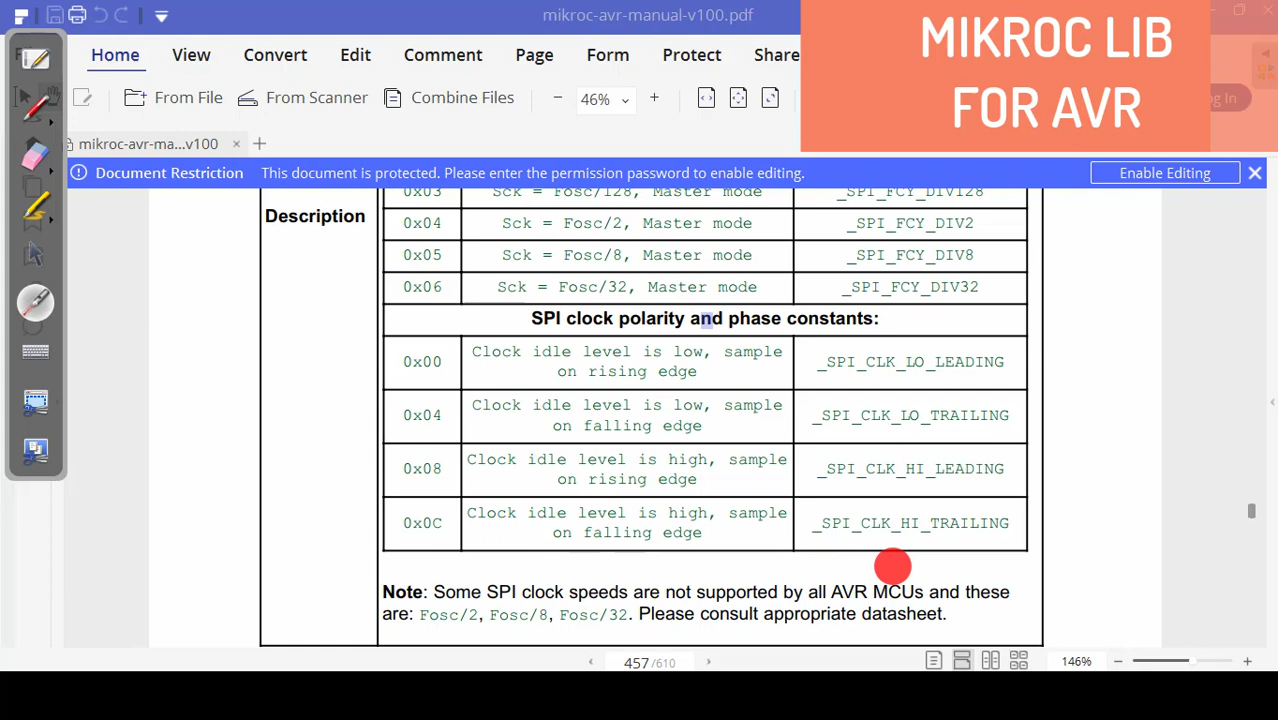 mikroc-avr-manual-v100.pdf
MIKROC LIB
FOR AVR
Home View Convert Edit Comment Page Form Protect Share
From File From Scanner Combine Files 46%
mikroc-avr-ma...v100
Document Restriction This document is protected. Please enter the permission password to enable editing. Enable Editing
0x03 Sck = Fosc/128, Master mode _SPI_FCY_DIV128
Description
0x04 Sck = Fosc/2, Master mode _SPI_FCY_DIV2
0x05 Sck = Fosc/8, Master mode _SPI_FCY_DIV8
0x06 Sck = Fosc/32, Master mode _SPI_FCY_DIV32
SPI clock polarity and phase constants:
0x00 Clock idle level is low, sample
on rising edge _SPI_CLK_LO_LEADING
0x04 Clock idle level is low, sample
on falling edge _SPI_CLK_LO_TRAILING
0x08 Clock idle level is high, sample
on rising edge _SPI_CLK_HI_LEADING
0x0C Clock idle level is high, sample
on falling edge _SPI_CLK_HI_TRAILING
Note: Some SPI clock speeds are not supported by all AVR MCUs and these
are: Fosc/2, Fosc/8, Fosc/32. Please consult appropriate datasheet.
457/610
146%